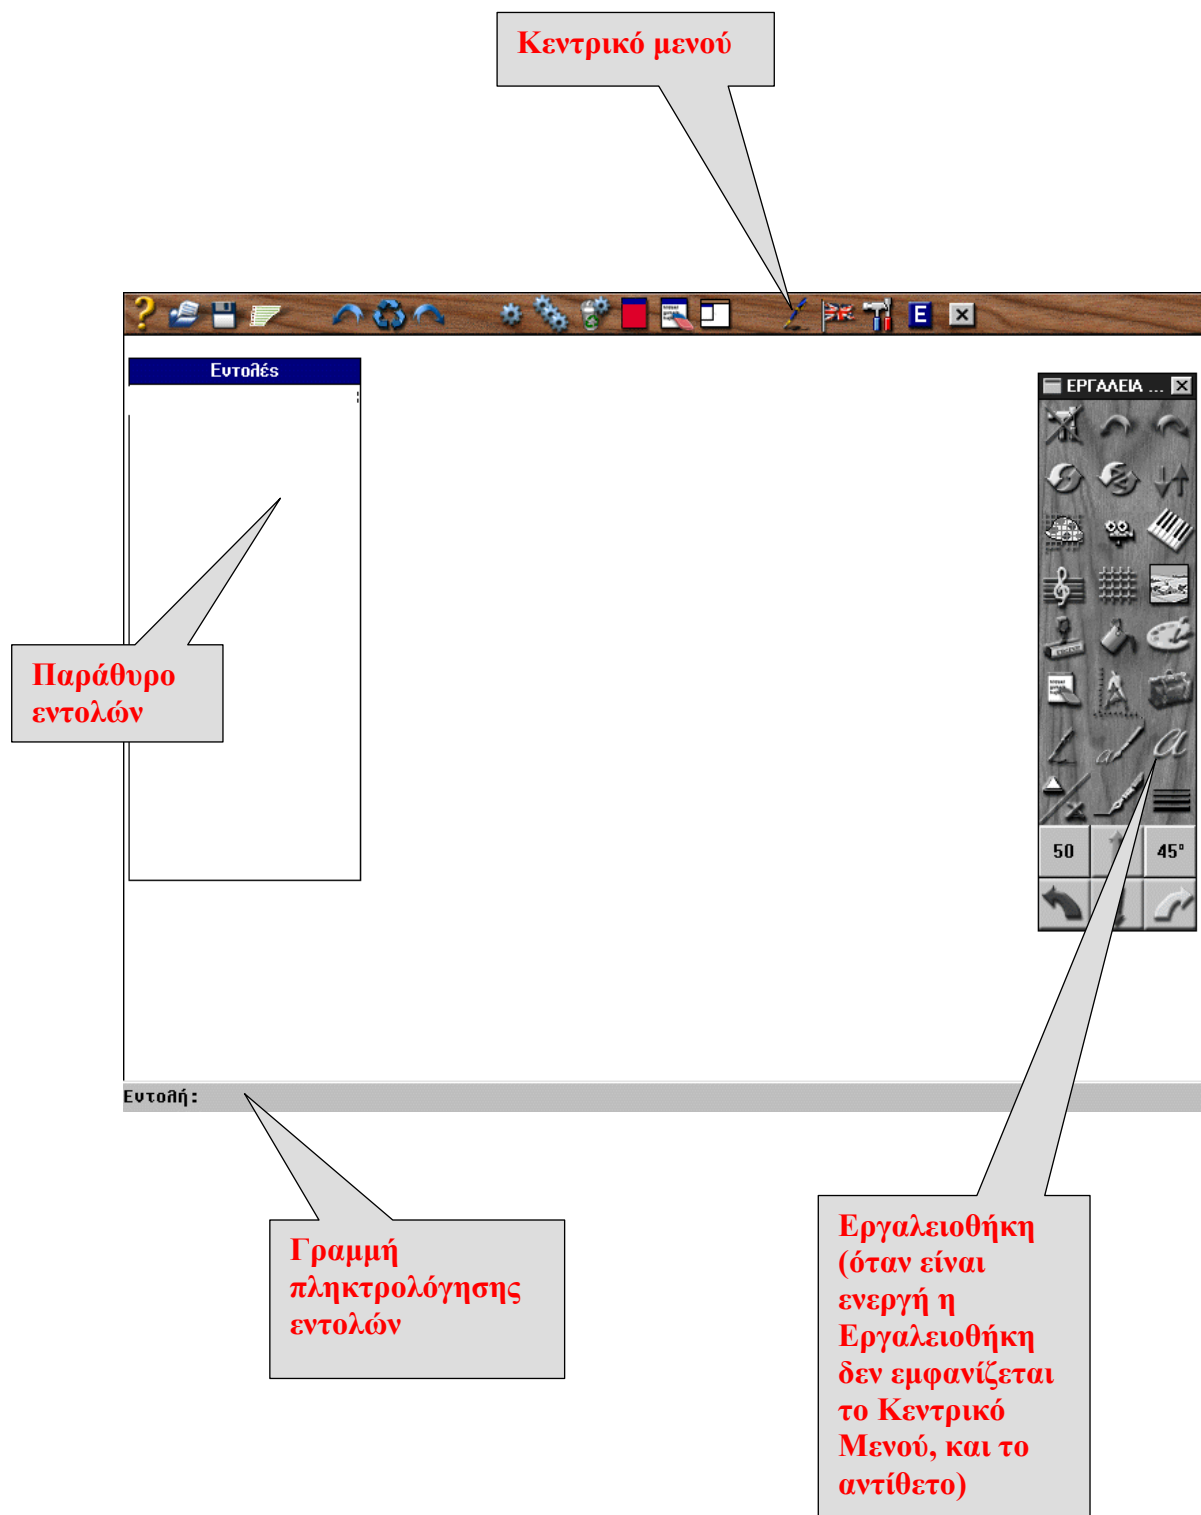 Κεντρικό μενού
E
Εντολές
ΕΡΓΑΛΕΙΑ ...
Παράθυρο
εντολών
50
45°
Εντολή:
Γραμμή
πληκτρολόγησης
εντολών
Εργαλειοθήκη
(όταν είναι
ενεργή η
Εργαλειοθήκη
δεν εμφανίζεται
το Κεντρικό
Μενού, και το
αντίθετο)